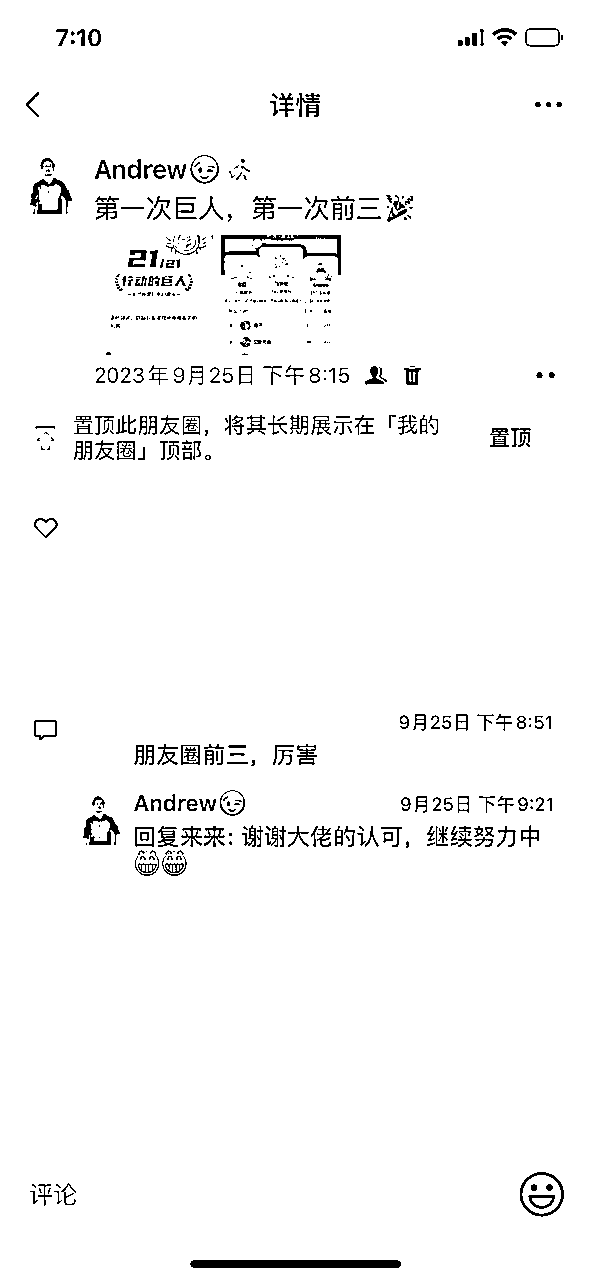 7:10
详情
Andrew😉
第一次巨人，第一次前三🎉
21/21
行动的巨人
2023年9月25日 下午8:15
置顶此朋友圈，将其长期展示在「我的
朋友圈」顶部。
置顶
9月25日 下午8:51
朋友圈前三，厉害
Andrew😉
9月25日 下午9:21
回复来来: 谢谢大佬的认可，继续努力中
😁😁
评论